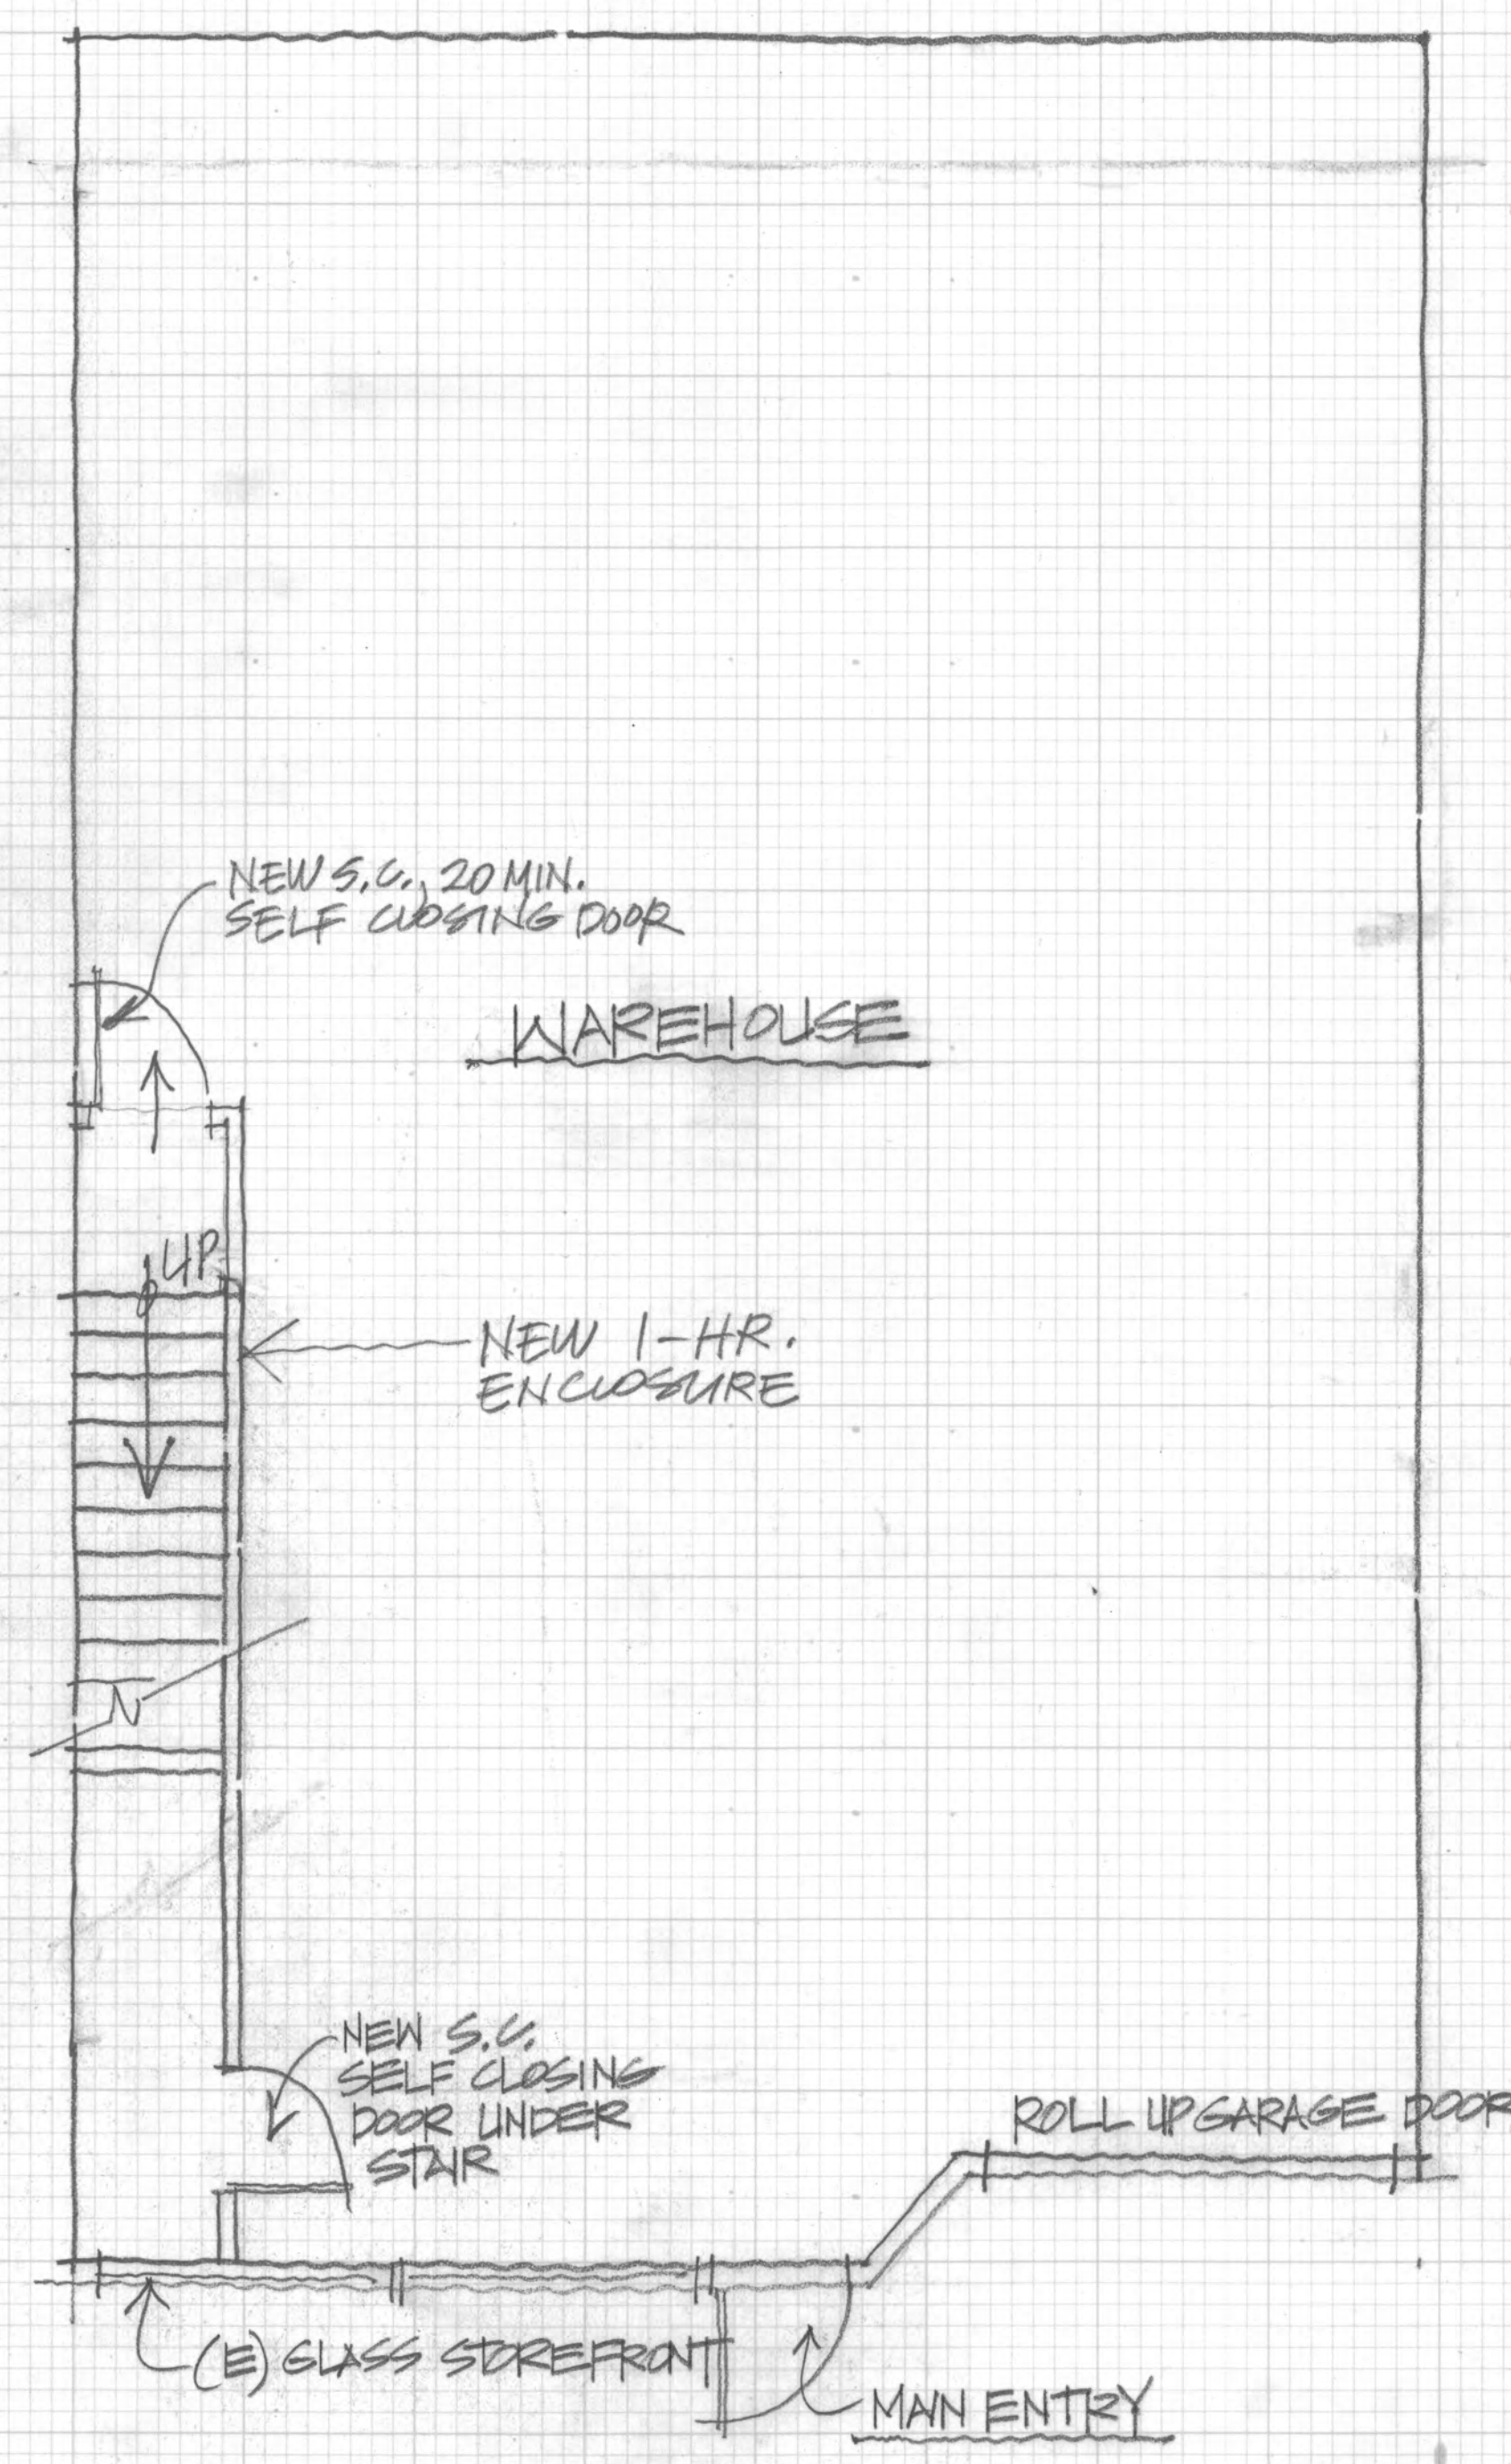 NEW S.C., 20 MIN.
SELF CLOSING DOOR
WAREHOUSE
UP
NEW 1-HR.
ENCLOSURE
NEW S.C.
SELF CLOSING
DOOR UNDER
STAIR
ROLL UP GARAGE DOOR
(E) GLASS STOREFRONT
MAIN ENTRY